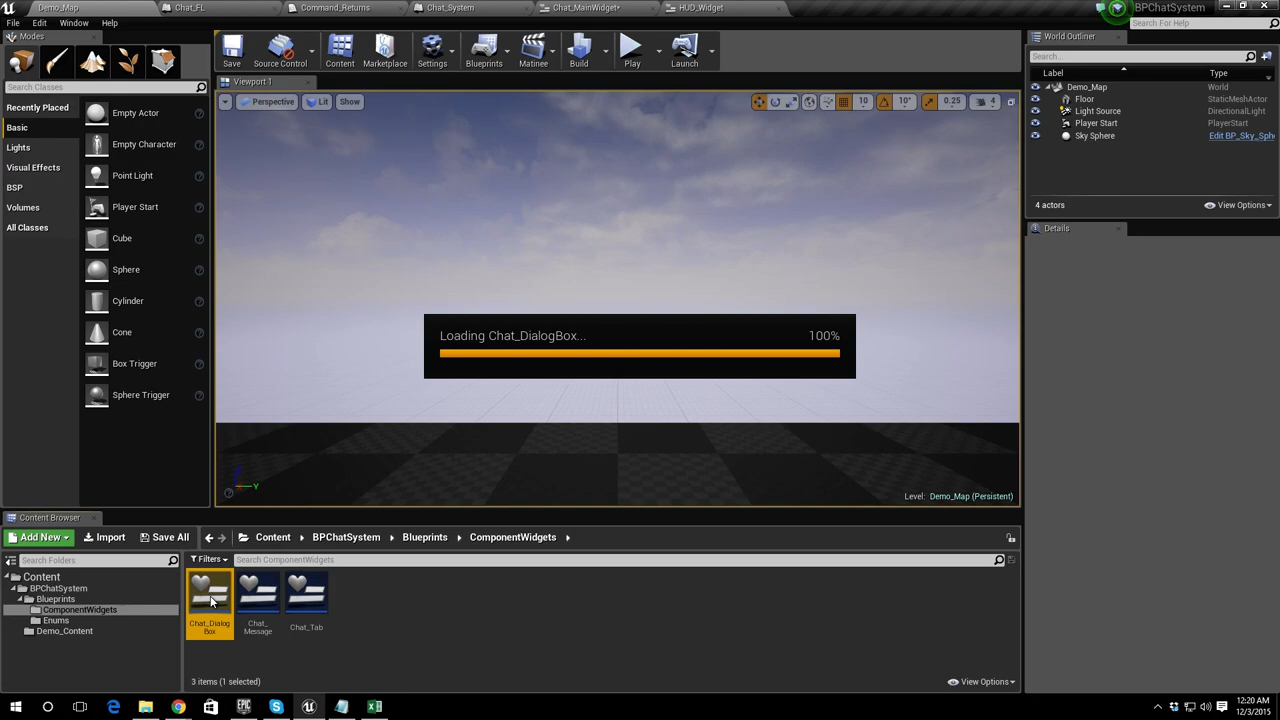 Demo_Map
Chat_FL
Command_Returns
Chat_System
Chat_MainWidget*
HUD_Widget
BPChatSystem
File
Edit
Window
Help
Search For Help
Modes
Save
Source Control
Content
Marketplace
Settings
Blueprints
Matinee
Build
Play
Launch
World Outliner
Search...
Label
Type
Demo_Map
World
Floor
StaticMeshActor
Light Source
DirectionalLight
Player Start
PlayerStart
Sky Sphere
Edit BP_Sky_Sph
4 actors
View Options
Details
Search Classes
Recently Placed
Basic
Lights
Visual Effects
BSP
Volumes
All Classes
Empty Actor
Empty Character
Point Light
Player Start
Cube
Sphere
Cylinder
Cone
Box Trigger
Sphere Trigger
Viewport 1
Perspective
Lit
Show
10
10°
0.25
4
Loading Chat_DialogBox...
100%
Y
Level: Demo_Map (Persistent)
Content Browser
Add New
Import
Save All
Content
BPChatSystem
Blueprints
ComponentWidgets
Search Folders
Filters
Search ComponentWidgets
Content
BPChatSystem
Blueprints
ComponentWidgets
Enums
Demo_Content
Chat_Dialog
Box
Chat_
Message
Chat_Tab
3 items (1 selected)
View Options
EPIC
12:20 AM
12/3/2015